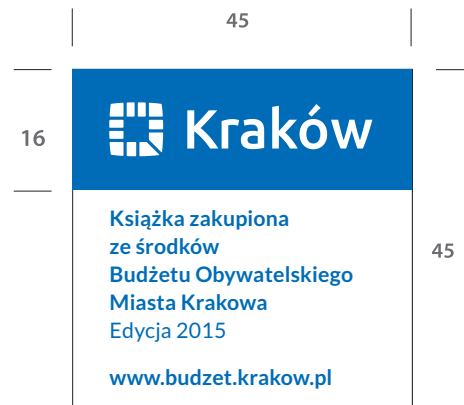 45
16
Kraków
Książka zakupiona
ze środków
Budżetu Obywatelskiego
Miasta Krakowa
Edycja 2015
www.budzet.krakow.pl
45